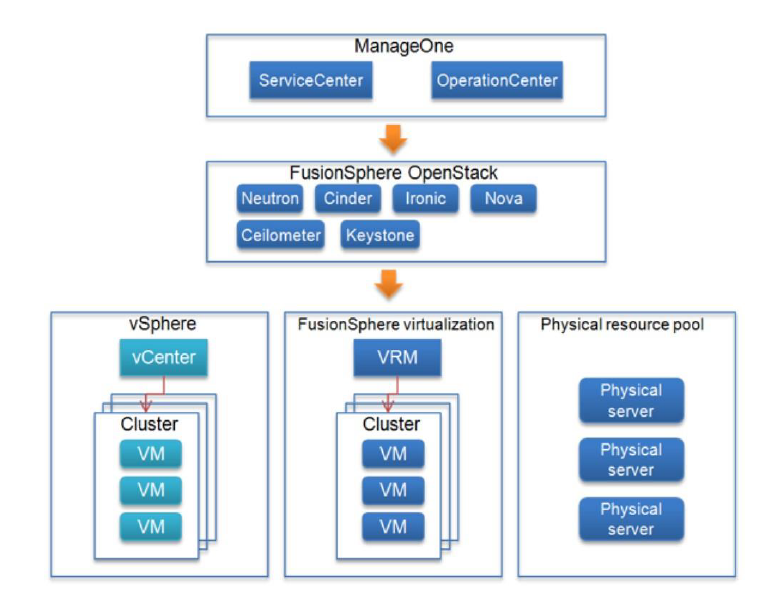 ManageOne
ServiceCenter
OperationCenter
FusionSphere OpenStack
Neutron
Cinder
Ironic
Nova
Ceilometer
Keystone
vSphere
vCenter
Cluster
VM
VM
VM
FusionSphere virtualization
VRM
Cluster
VM
VM
VM
Physical resource pool
Physical
server
Physical
server
Physical
server